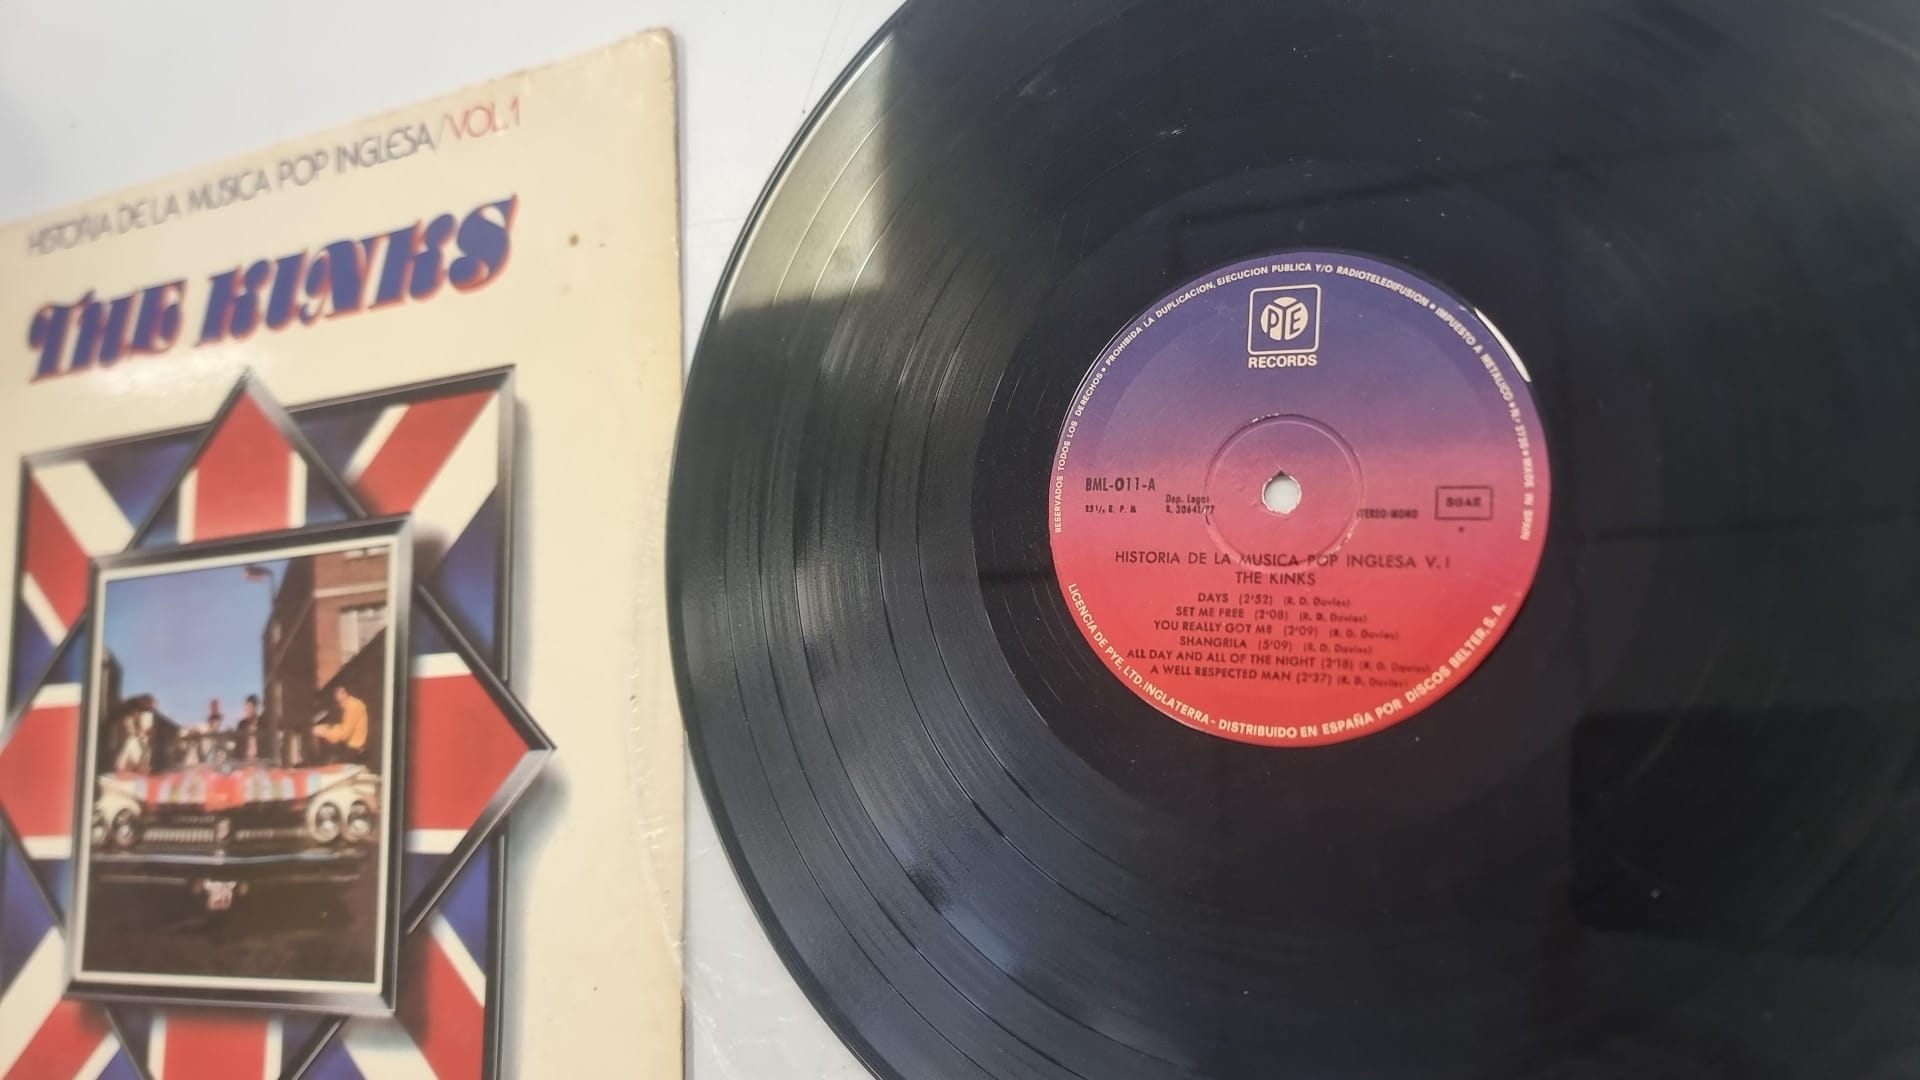 HISTORIA DE LA MUSICA POP INGLESA/VOL.1
THE KINKS
RESERVADOS TODOS LOS DERECHOS • PROHIBIDA LA DUPLICACION, EJECUCION PUBLICA Y/O RADIOTELEDIFUSION • IMPUESTO A METALICO • N/ 5730 • MADE IN SPAIN
PYE
RECORDS
BML-011-A
Dep. Legal
R. P. M.
STEREO-MONO
SGAE
HISTORIA DE LA MUSICA POP INGLESA V. I
THE KINKS
DAYS (2'52) (R. D. Davies)
SET ME FREE (2'08) (R. D. Davies)
YOU REALLY GOT ME (2'09) (R. D. Davies)
SHANGRILA (5'09) (R. D. Davies)
ALL DAY AND ALL OF THE NIGHT (2'18) (R. D. Davies)
A WELL RESPECTED MAN (2'37) (R. D. Davies)
LICENCIA DE PYE, LTD. INGLATERRA - DISTRIBUIDO EN ESPAÑA POR DISCOS BELTER, S. A.